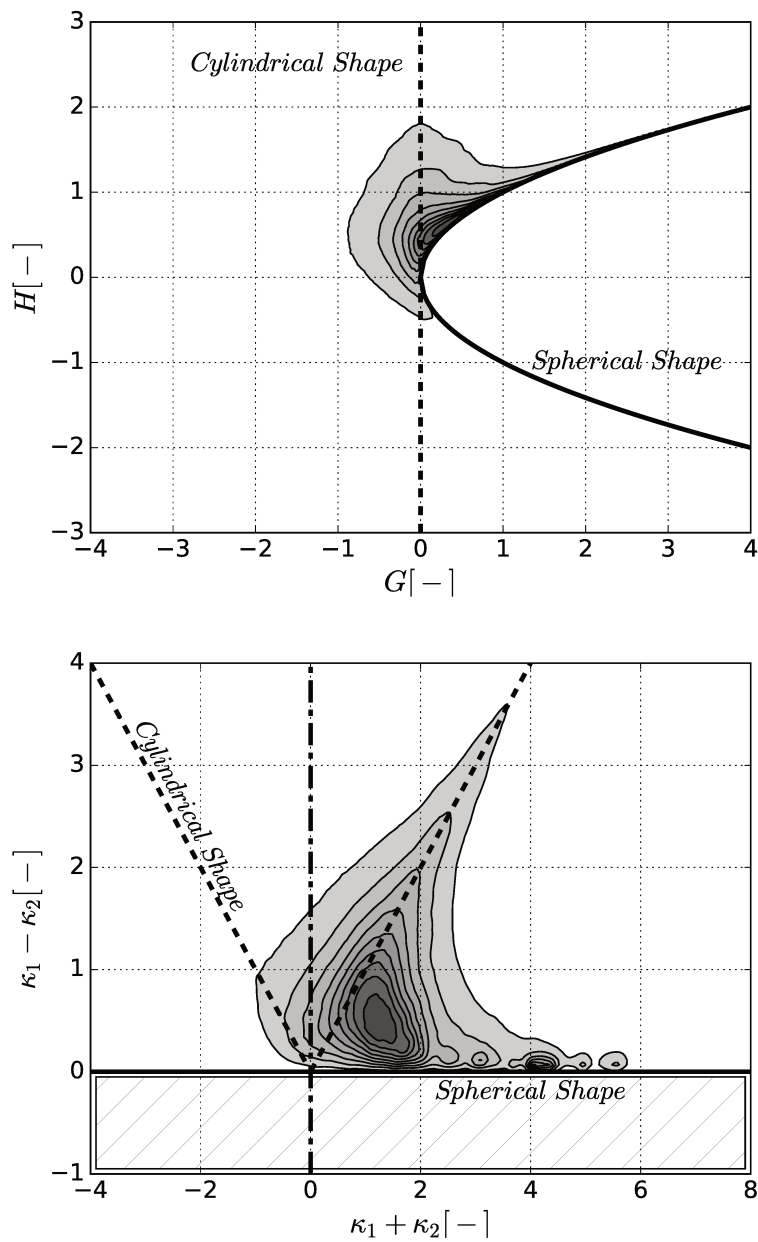 3
2
1
0
−1
−2
−3
H[−]
Cylindrical Shape
Spherical Shape
−4 −3 −2 −1 0 1 2 3 4
G[−]
4
3
2
1
0
−1
κ1 − κ2[−]
Cylindrical Shape
Spherical Shape
−4 −2 0 2 4 6 8
κ1 + κ2[−]